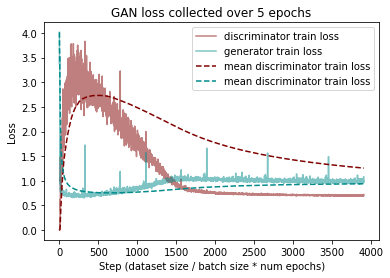 GAN loss collected over 5 epochs
discriminator train loss
generator train loss
mean discriminator train loss
mean discriminator train loss
Loss
4.0
3.5
3.0
2.5
2.0
1.5
1.0
0.5
0.0
0 500 1000 1500 2000 2500 3000 3500 4000
Step (dataset size / batch size * num epochs)